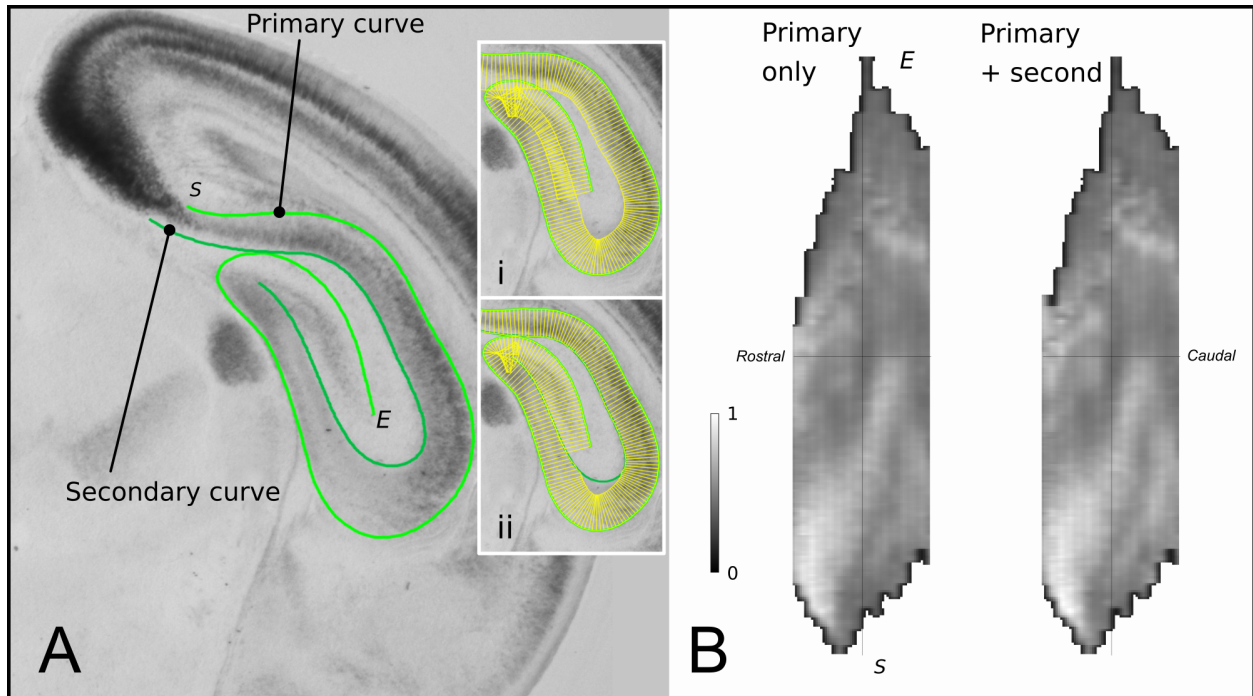 Primary curve
S
E
Secondary curve
i
ii
A
Primary
only
E
Primary
+ second
Rostral
Caudal
1
0
S
B